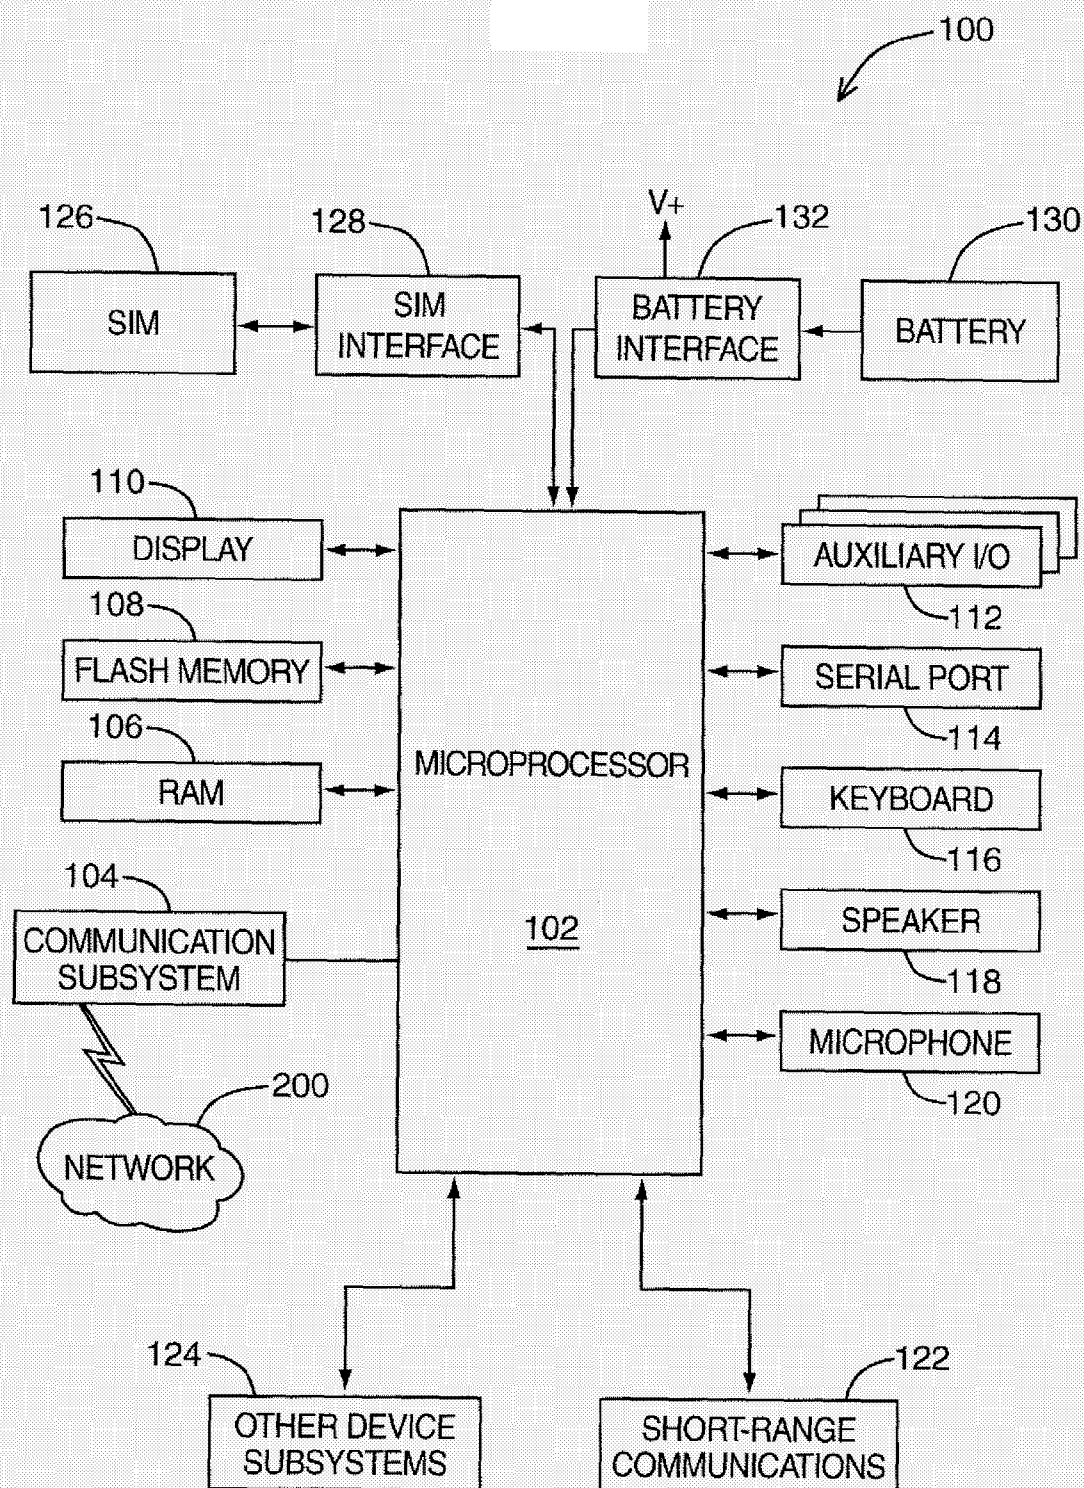 100
126
128
V+
132
130
SIM
SIM
INTERFACE
BATTERY
INTERFACE
BATTERY
110
DISPLAY
AUXILIARY I/O
112
108
FLASH MEMORY
SERIAL PORT
114
106
RAM
MICROPROCESSOR
KEYBOARD
116
104
COMMUNICATION
SUBSYSTEM
102
SPEAKER
118
MICROPHONE
120
200
NETWORK
124
OTHER DEVICE
SUBSYSTEMS
122
SHORT-RANGE
COMMUNICATIONS